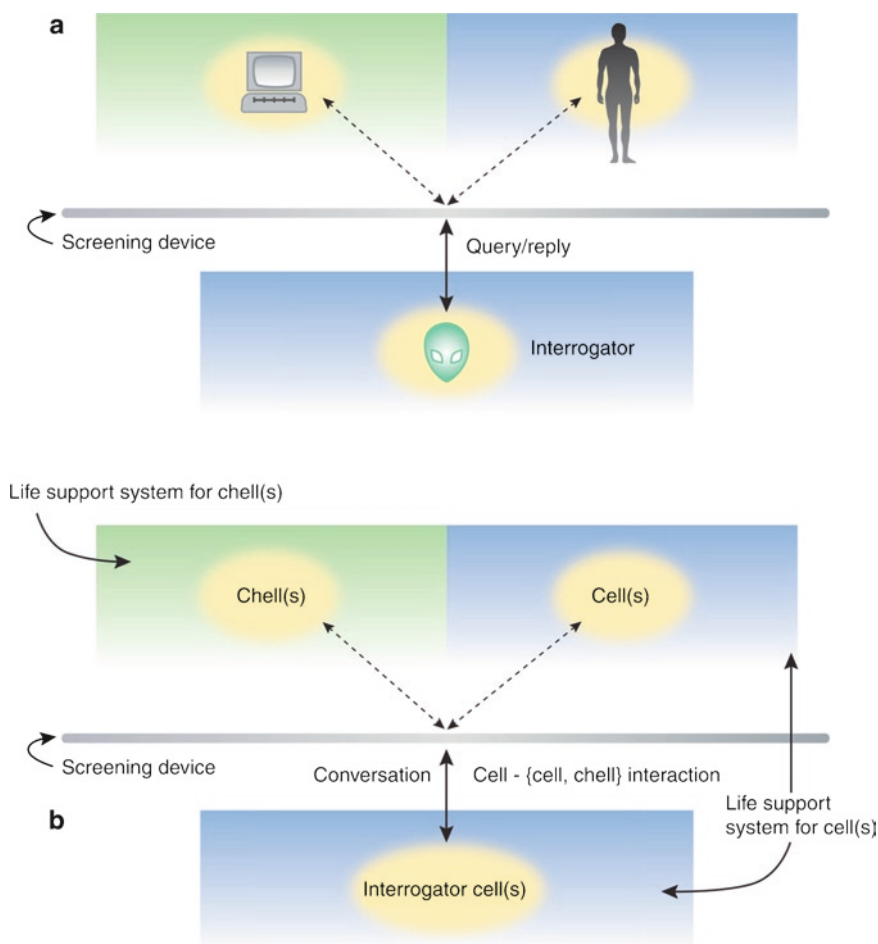 a
Screening device
Query/reply
Interrogator
Life support system for chell(s)
Chell(s)
Cell(s)
Screening device
Conversation
Cell - {cell, chell} interaction
Life support
system for cell(s)
b
Interrogator cell(s)